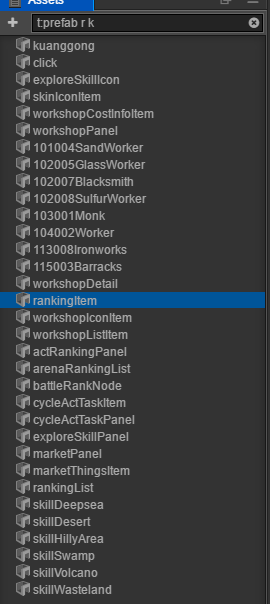 Assets
t:prefab r k
kuanggong
click
exploreSkillIcon
skinIconItem
workshopCostInfoItem
workshopPanel
101004SandWorker
102005GlassWorker
102007Blacksmith
102008SulfurWorker
103001Monk
104002Worker
113008Ironworks
115003Barracks
workshopDetail
rankingItem
workshopIconItem
workshopListItem
actRankingPanel
arenaRankingList
battleRankNode
cycleActTaskItem
cycleActTaskPanel
exploreSkillPanel
marketPanel
marketThingsItem
rankingList
skillDeepsea
skillDesert
skillHillyArea
skillSwamp
skillVolcano
skillWasteland